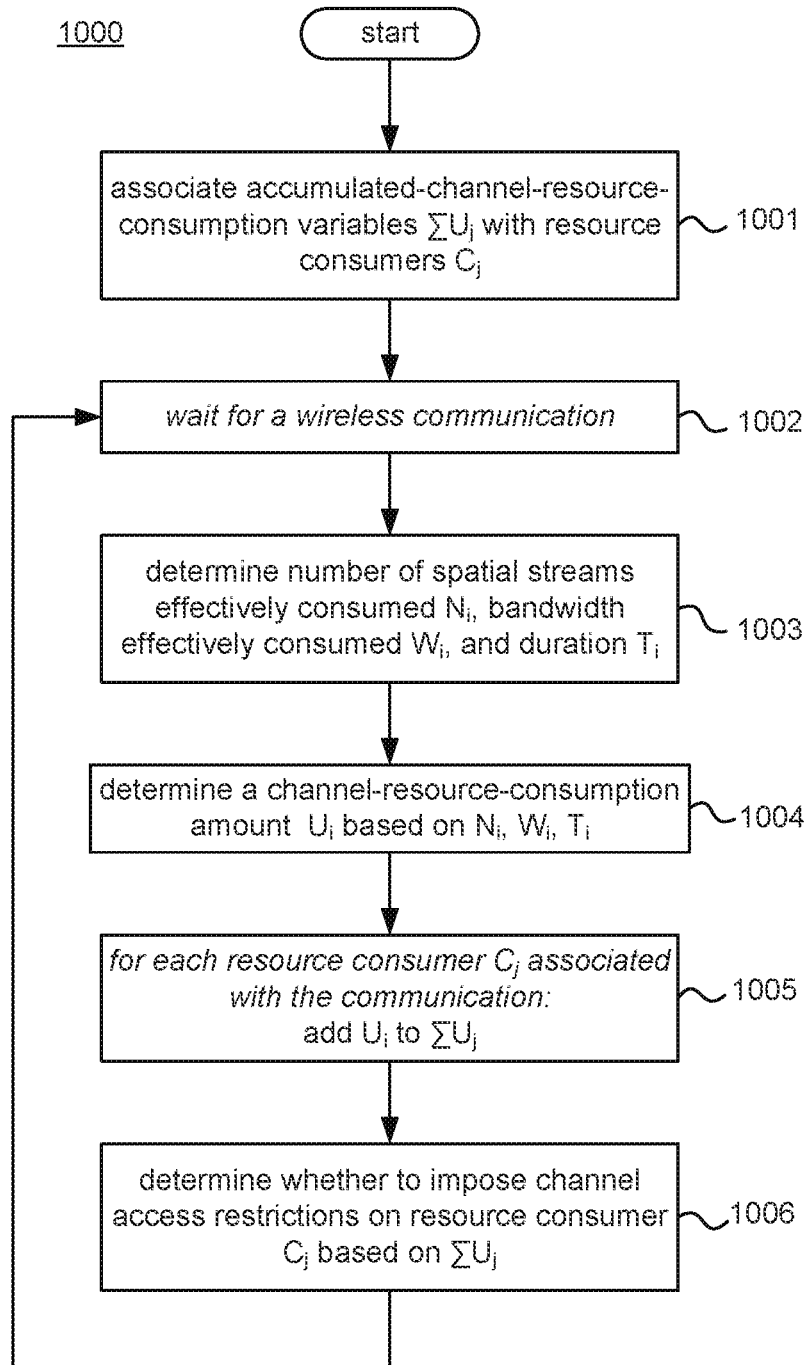 1000
start
associate accumulated-channel-resource-
consumption variables ∑Uj with resource
consumers Cj
1001
wait for a wireless communication
1002
determine number of spatial streams
effectively consumed Ni, bandwidth
effectively consumed Wi, and duration Ti
1003
determine a channel-resource-consumption
amount Ui based on Ni, Wi, Ti
1004
for each resource consumer Cj associated
with the communication:
add Ui to ∑Uj
1005
determine whether to impose channel
access restrictions on resource consumer
Cj based on ∑Uj
1006